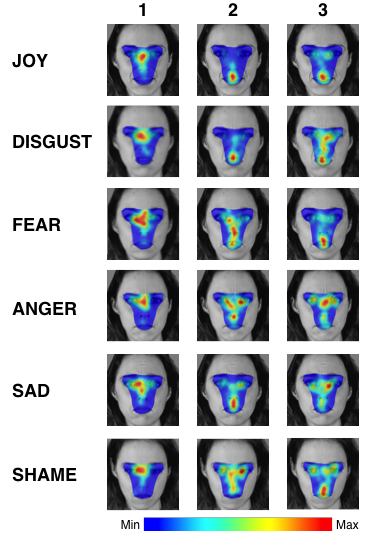 1 2 3
JOY
DISGUST
FEAR
ANGER
SAD
SHAME
Min Max